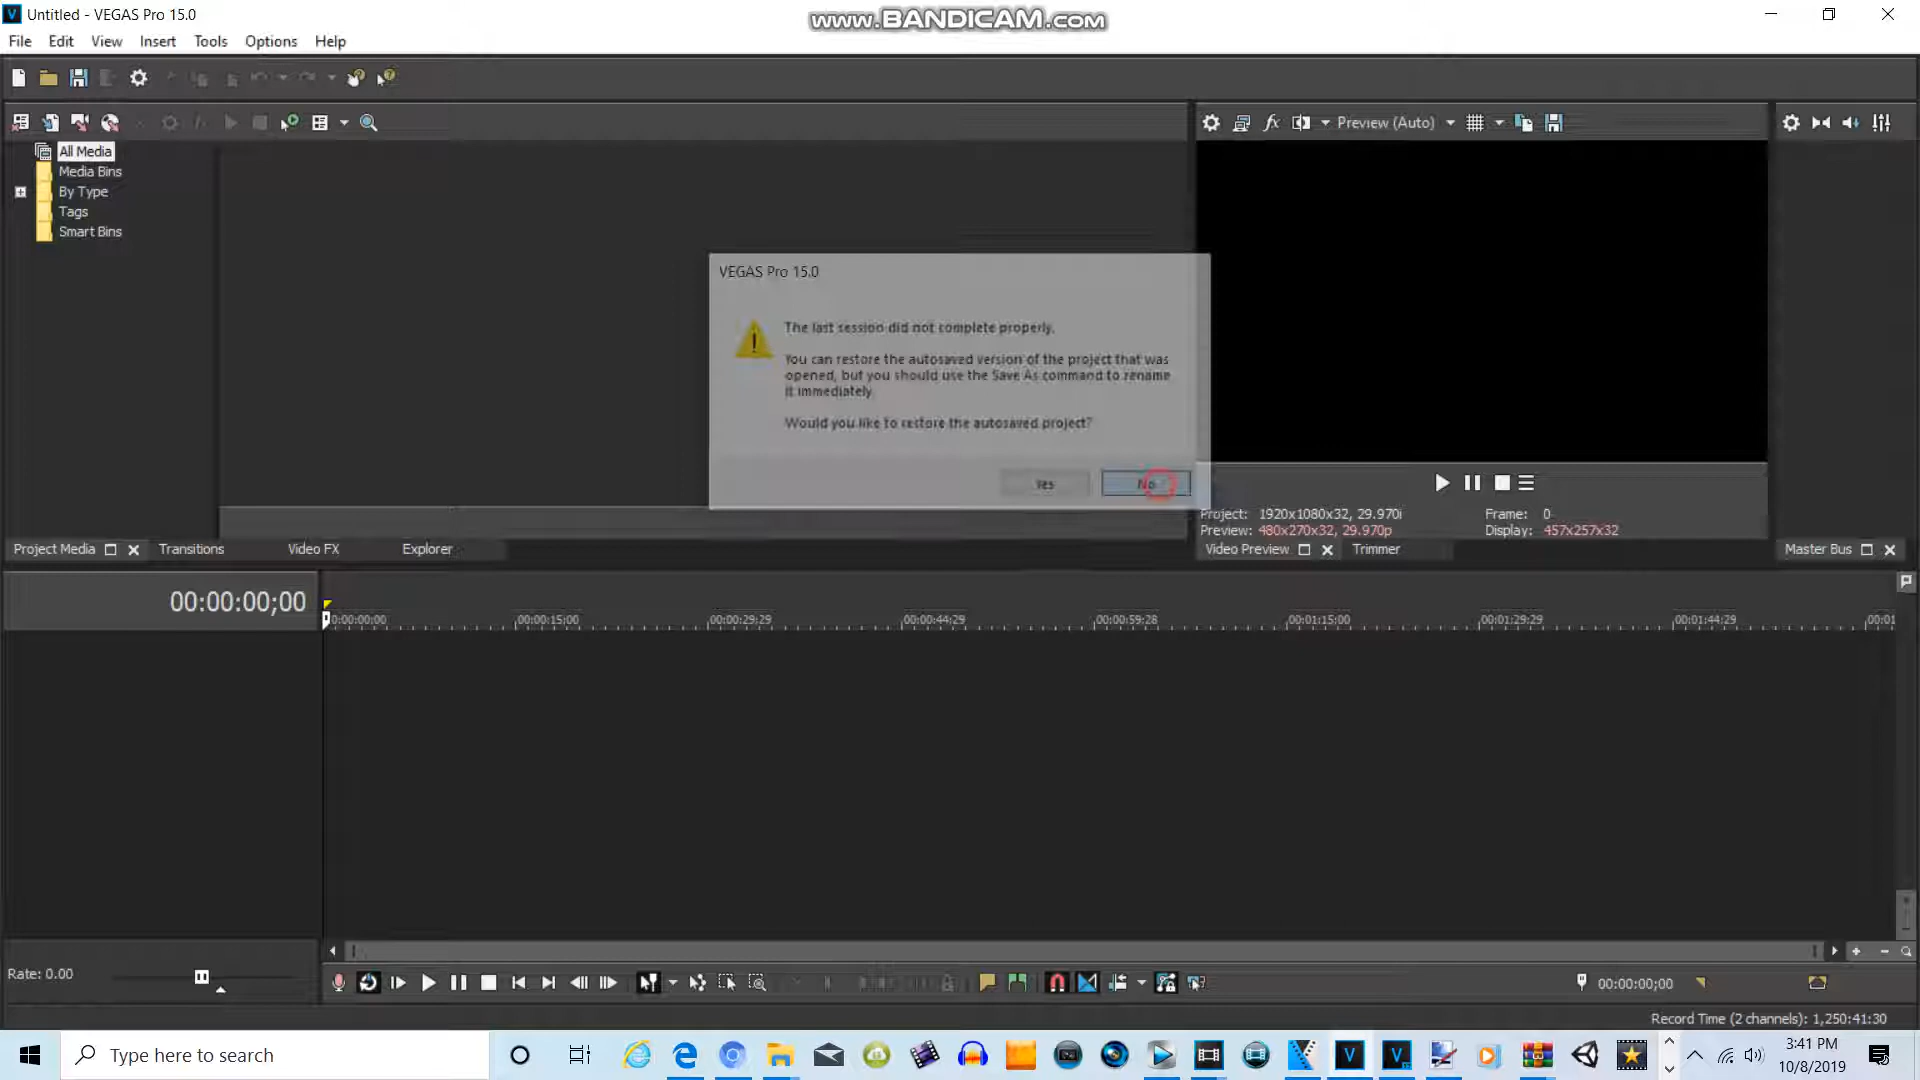 Untitled - VEGAS Pro 15.0
www.BANDICAM.com
File Edit View Insert Tools Options Help
Preview (Auto)
All Media
Media Bins
By Type
Tags
Smart Bins
VEGAS Pro 15.0
The last session did not complete properly.
You can restore the autosaved version of the project that was
opened, but you should use the Save As command to rename
it immediately.
Would you like to restore the autosaved project?
Yes No
Project: 1920x1080x32, 29.970i Frame: 0
Preview: 480x270x32, 29.970p Display: 457x257x32
Project Media Transitions Video FX Explorer Video Preview Trimmer Master Bus
00:00:00;00
00:00:00;00 00:00:15;00 00:00:29;29 00:00:44;29 00:00:59;28 00:01:15;00 00:01:29;29 00:01:44;29 00:01
Rate: 0.00
00:00:00;00
Record Time (2 channels): 1,250:41:30
Type here to search
3:41 PM
10/8/2019